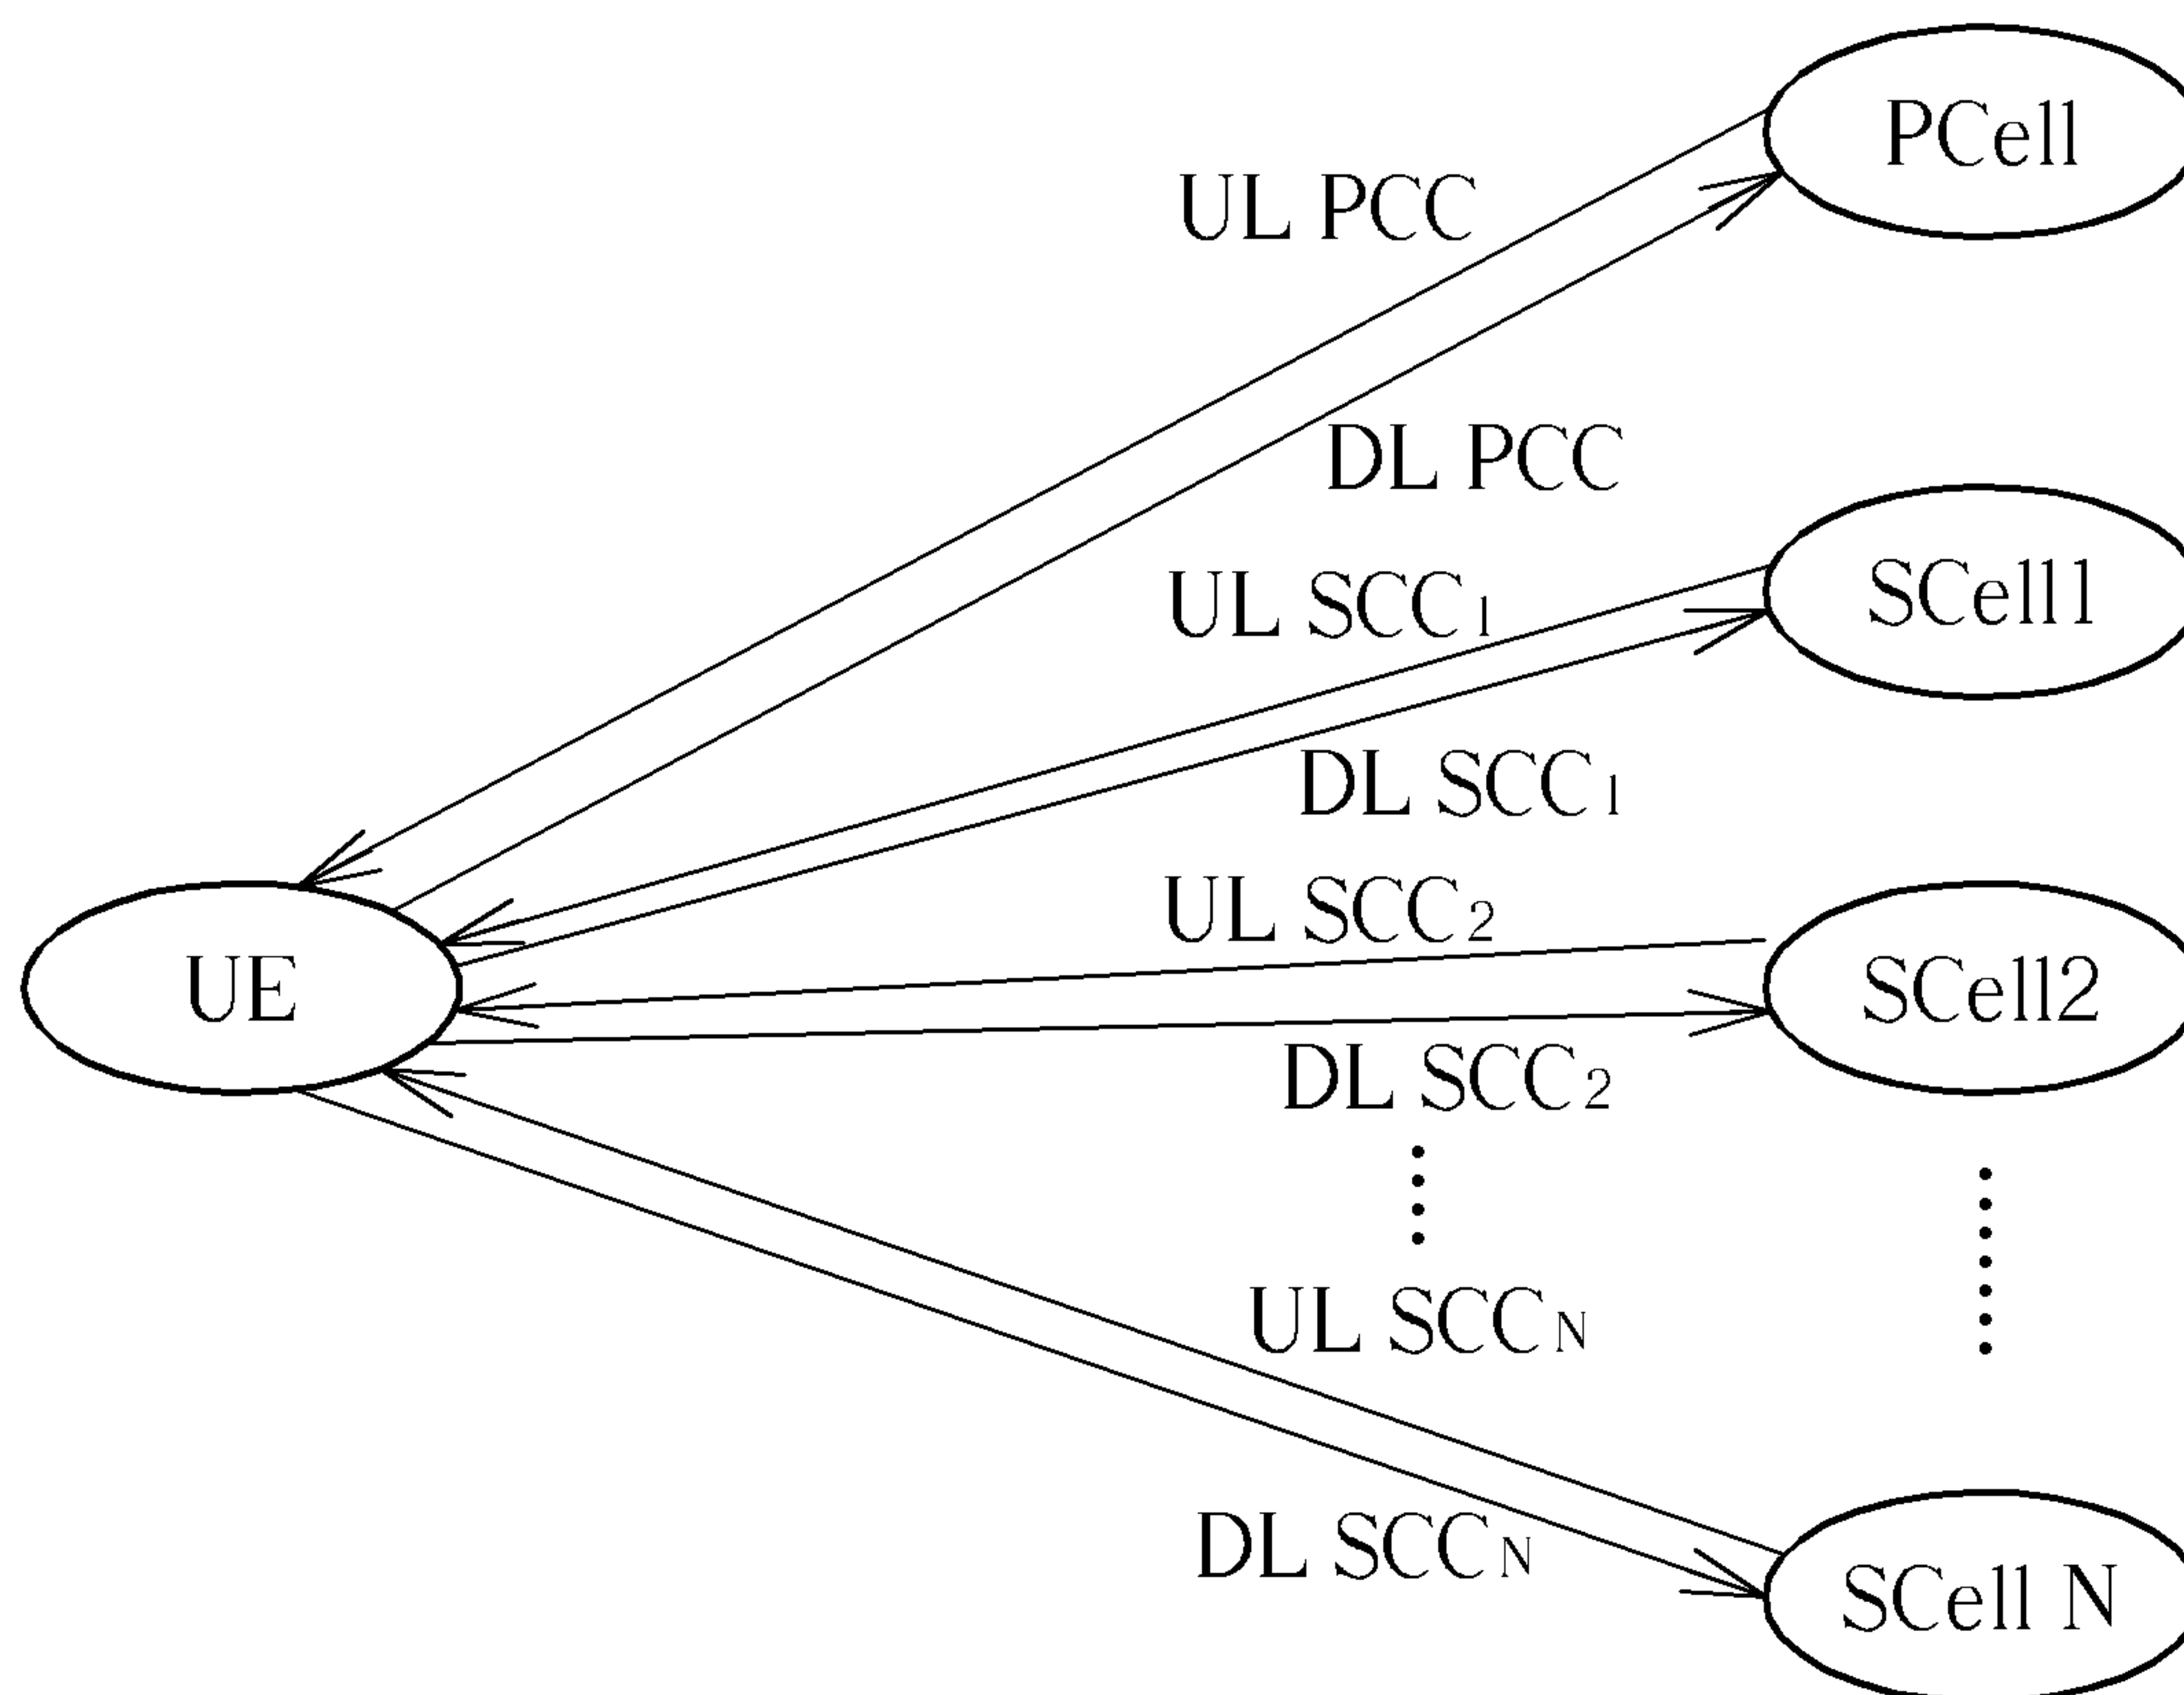 PCell
UL PCC
DL PCC
UL SCC1
SCell1
DL SCC1
UL SCC2
UE
SCell2
DL SCC2
UL SCCN
DL SCCN
SCell N